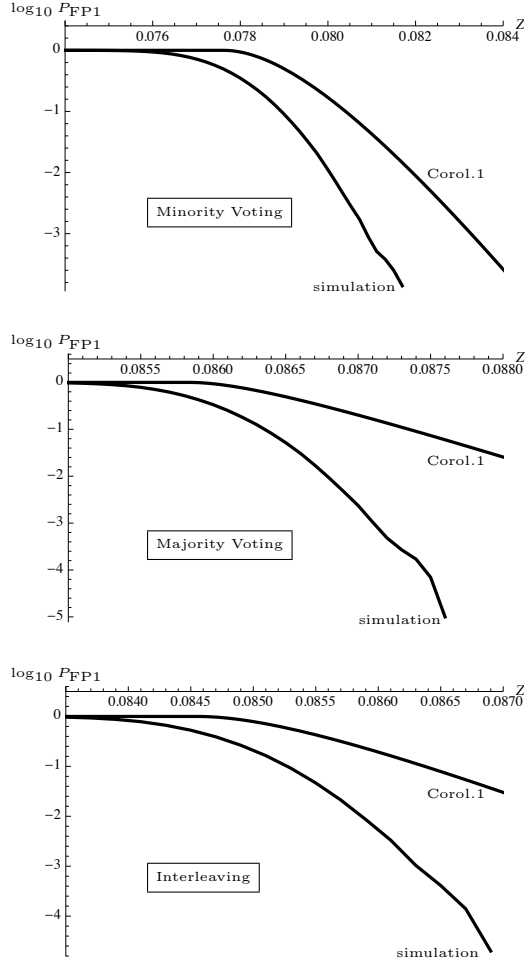 log10 PFP1
Z
0.076 0.078 0.080 0.082 0.084
0
−1
−2
−3
Corol.1
Minority Voting
simulation
log10 PFP1
Z
0.0855 0.0860 0.0865 0.0870 0.0875 0.0880
0
−1
−2
−3
−4
−5
Corol.1
Majority Voting
simulation
log10 PFP1
Z
0.0840 0.0845 0.0850 0.0855 0.0860 0.0865 0.0870
0
−1
−2
−3
−4
Corol.1
Interleaving
simulation